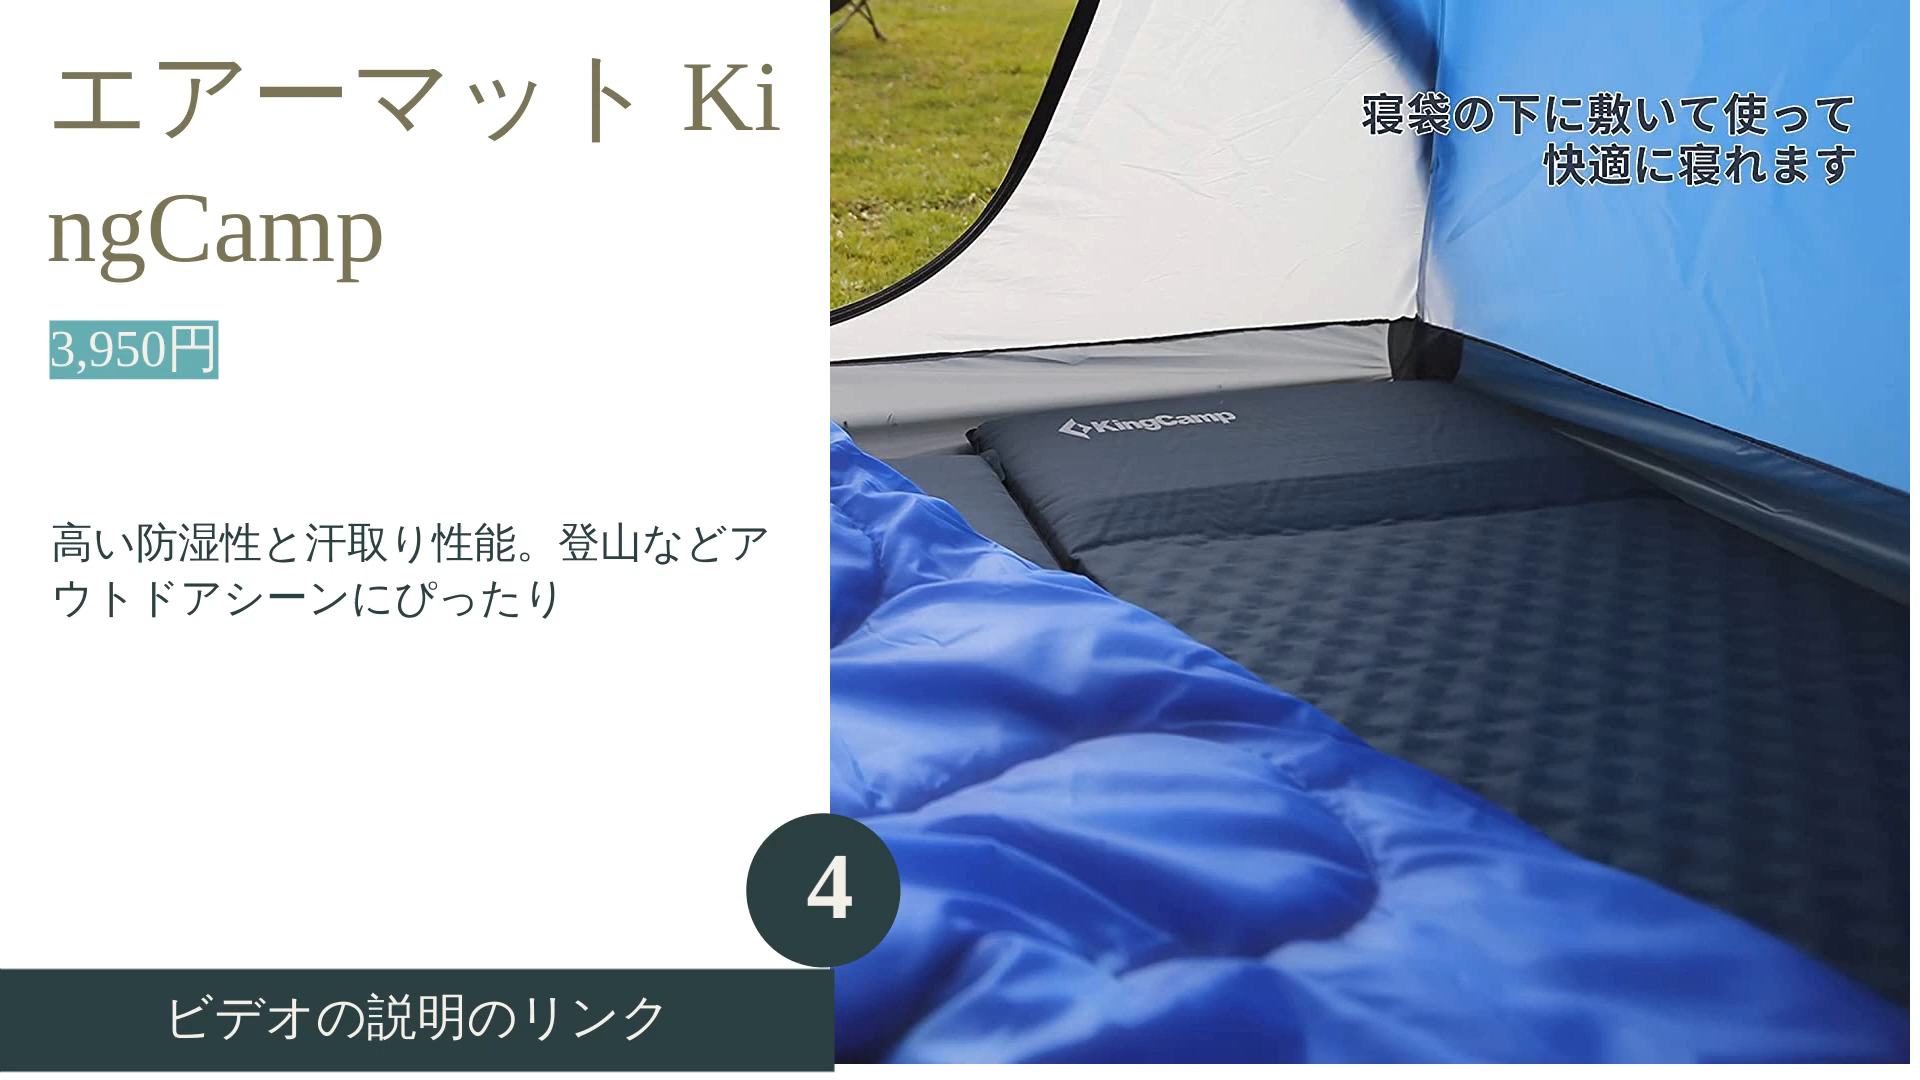 エアーマット Ki
ngCamp
3,950円
高い防湿性と汗取り性能。登山などア
ウトドアシーンにぴったり
4
ビデオの説明のリンク
寝袋の下に敷いて使って
快適に寝れます
KingCamp